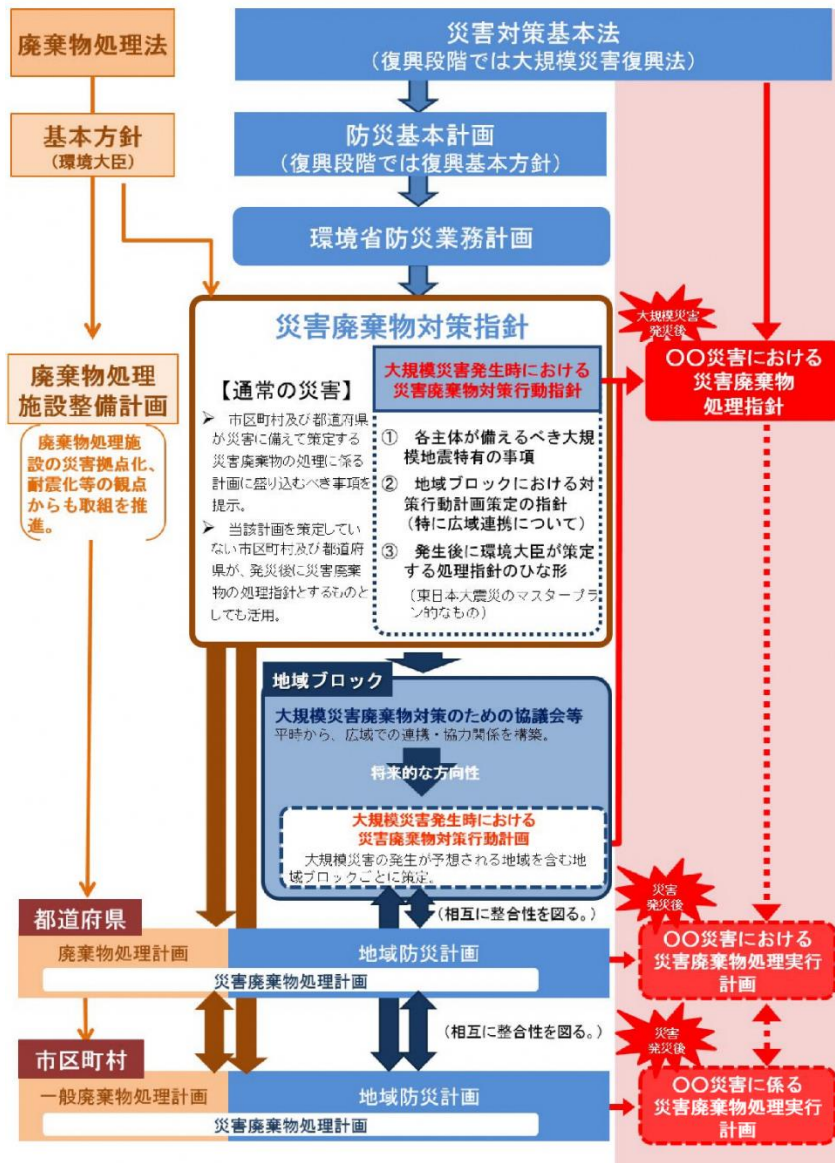 廃棄物処理法
災害対策基本法
(復興段階では大規模災害復興法)
基本方針
(環境大臣)
防災基本計画
(復興段階では復興基本方針)
環境省防災業務計画
災害廃棄物対策指針
【通常の災害】
➢ 市区町村及び都道府県
が災害に備えて策定する
災害廃棄物の処理に係る
計画に盛り込むべき事項を
提示。
➢ 当該計画を策定してい
ない市区町村及び都道府
県が、発災後に災害廃棄
物の処理指針とするものと
しても活用。
大規模災害発生時における
災害廃棄物対策行動指針
① 各主体が備えるべき大規
模地震特有の事項
② 地域ブロックにおける対
策行動計画策定の指針
(特に広域連携について)
③ 発生後に環境大臣が策定
する処理指針のひな形
(東日本大震災のマスタープラ
ン的なもの)
大規模災害
発災後
〇〇災害における
災害廃棄物
処理指針
廃棄物処理
施設整備計画
廃棄物処理施
設の災害拠点化、
耐震化等の観点
からも取組を推
進。
地域ブロック
大規模災害廃棄物対策のための協議会等
平時から、広域での連携・協力関係を構築。
将来的な方向性
大規模災害発生時における
災害廃棄物対策行動計画
大規模災害の発生が予想される地域を含む地
域ブロックごとに策定。
(相互に整合性を図る。)
災害
発災後
都道府県
廃棄物処理計画
地域防災計画
災害廃棄物処理計画
〇〇災害における
災害廃棄物処理実行
計画
(相互に整合性を図る。)
災害
発災後
市区町村
一般廃棄物処理計画
地域防災計画
災害廃棄物処理計画
〇〇災害に係る
災害廃棄物処理実行
計画